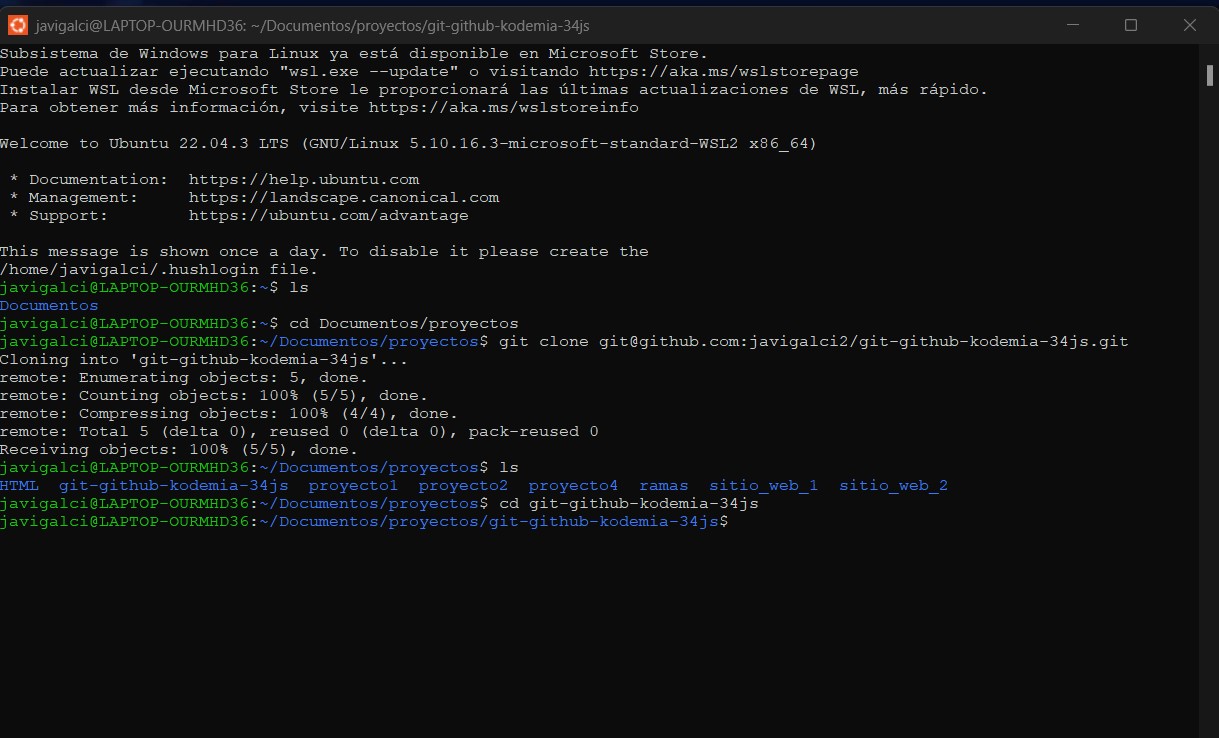 javigalci@LAPTOP-OURMHD36: ~/Documentos/proyectos/git-github-kodemia-34js
Subsistema de Windows para Linux ya está disponible en Microsoft Store.
Puede actualizar ejecutando "wsl.exe --update" o visitando https://aka.ms/wslstorepage
Instalar WSL desde Microsoft Store le proporcionará las últimas actualizaciones de WSL, más rápido.
Para obtener más información, visite https://aka.ms/wslstoreinfo

Welcome to Ubuntu 22.04.3 LTS (GNU/Linux 5.10.16.3-microsoft-standard-WSL2 x86_64)

 * Documentation:  https://help.ubuntu.com
 * Management:     https://landscape.canonical.com
 * Support:        https://ubuntu.com/advantage

This message is shown once a day. To disable it please create the
/home/javigalci/.hushlogin file.
javigalci@LAPTOP-OURMHD36:~$ ls
Documentos
javigalci@LAPTOP-OURMHD36:~$ cd Documentos/proyectos
javigalci@LAPTOP-OURMHD36:~/Documentos/proyectos$ git clone git@github.com:javigalci2/git-github-kodemia-34js.git
Cloning into 'git-github-kodemia-34js'...
remote: Enumerating objects: 5, done.
remote: Counting objects: 100% (5/5), done.
remote: Compressing objects: 100% (4/4), done.
remote: Total 5 (delta 0), reused 0 (delta 0), pack-reused 0
Receiving objects: 100% (5/5), done.
javigalci@LAPTOP-OURMHD36:~/Documentos/proyectos$ ls
HTML  git-github-kodemia-34js  proyecto1  proyecto2  proyecto4  ramas  sitio_web_1  sitio_web_2
javigalci@LAPTOP-OURMHD36:~/Documentos/proyectos$ cd git-github-kodemia-34js
javigalci@LAPTOP-OURMHD36:~/Documentos/proyectos/git-github-kodemia-34js$